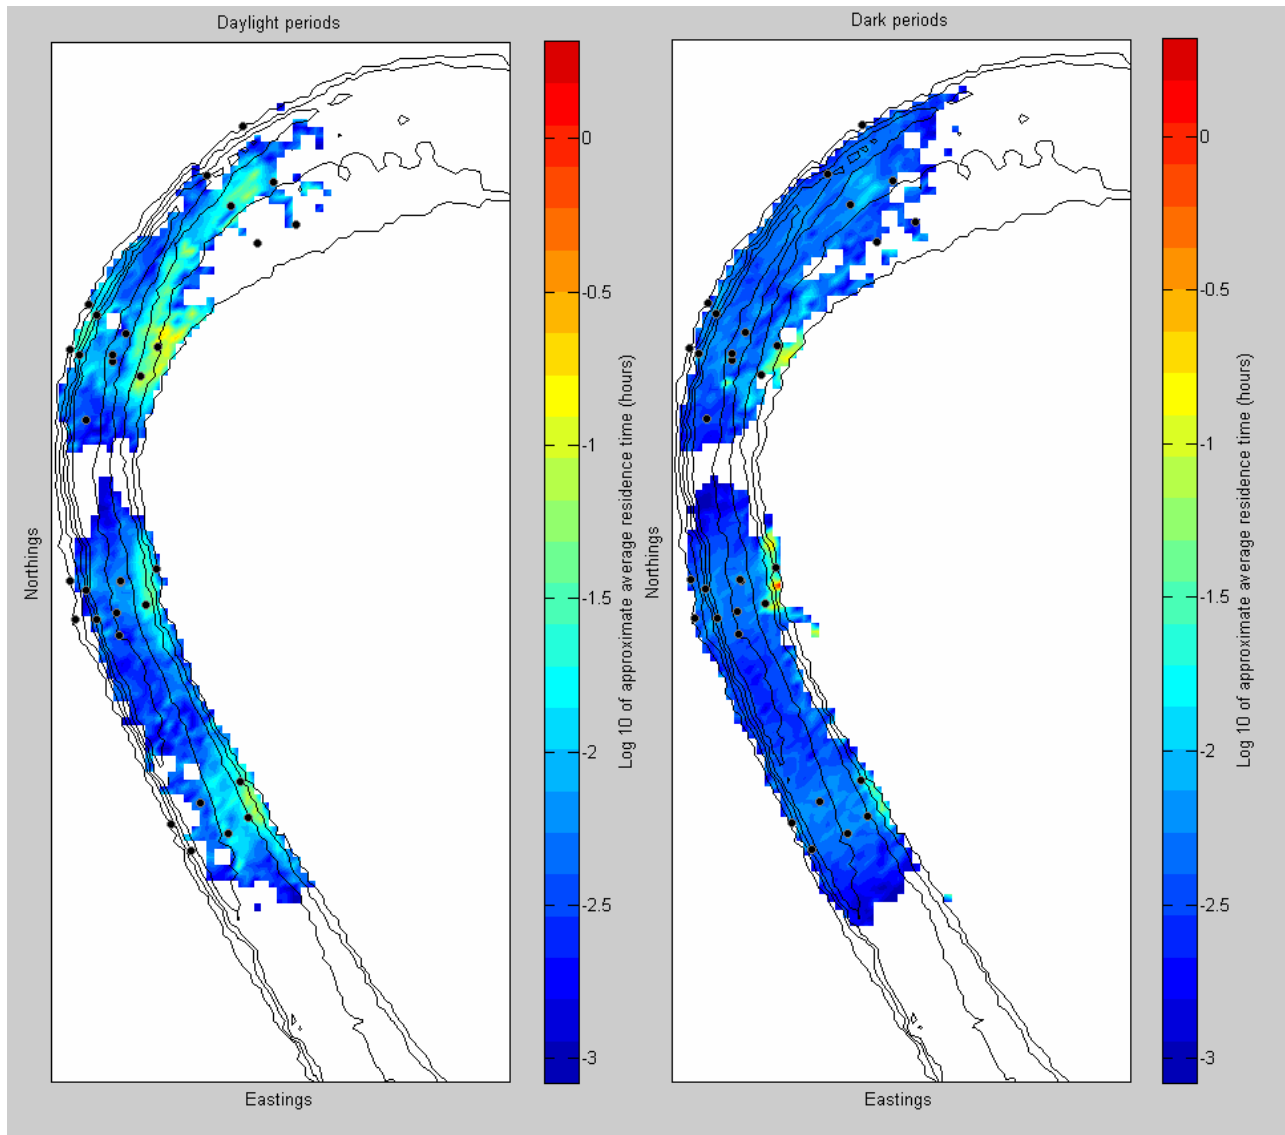 Daylight periods
Northings
Eastings
0
-0.5
-1
-1.5
-2
-2.5
-3
Log 10 of approximate average residence time (hours)
Dark periods
Northings
Eastings
0
-0.5
-1
-1.5
-2
-2.5
-3
Log 10 of approximate average residence time (hours)